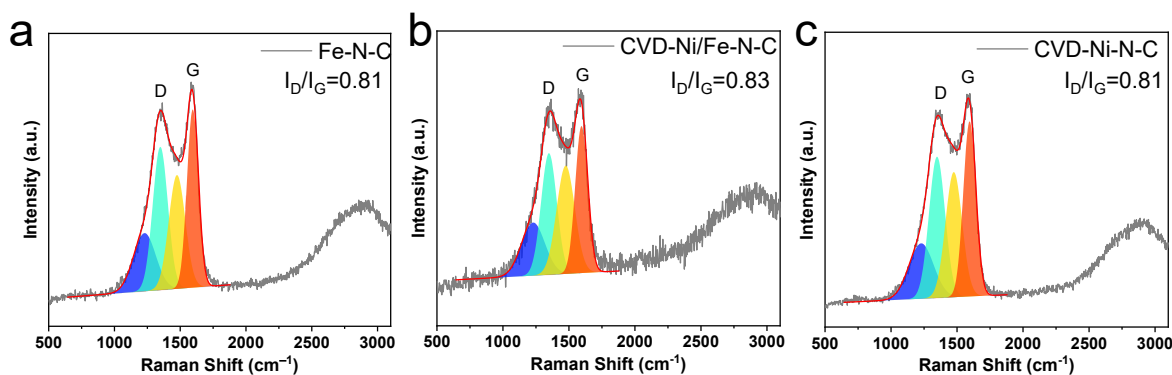 a
Fe-N-C
I_D/I_G=0.81
D
G
Intensity (a.u.)
500 1000 1500 2000 2500 3000
Raman Shift (cm⁻¹)
b
CVD-Ni/Fe-N-C
I_D/I_G=0.83
D
G
Intensity (a.u.)
500 1000 1500 2000 2500 3000
Raman Shift (cm⁻¹)
c
CVD-Ni-N-C
I_D/I_G=0.81
D
G
Intensity (a.u.)
500 1000 1500 2000 2500 3000
Raman Shift (cm⁻¹)